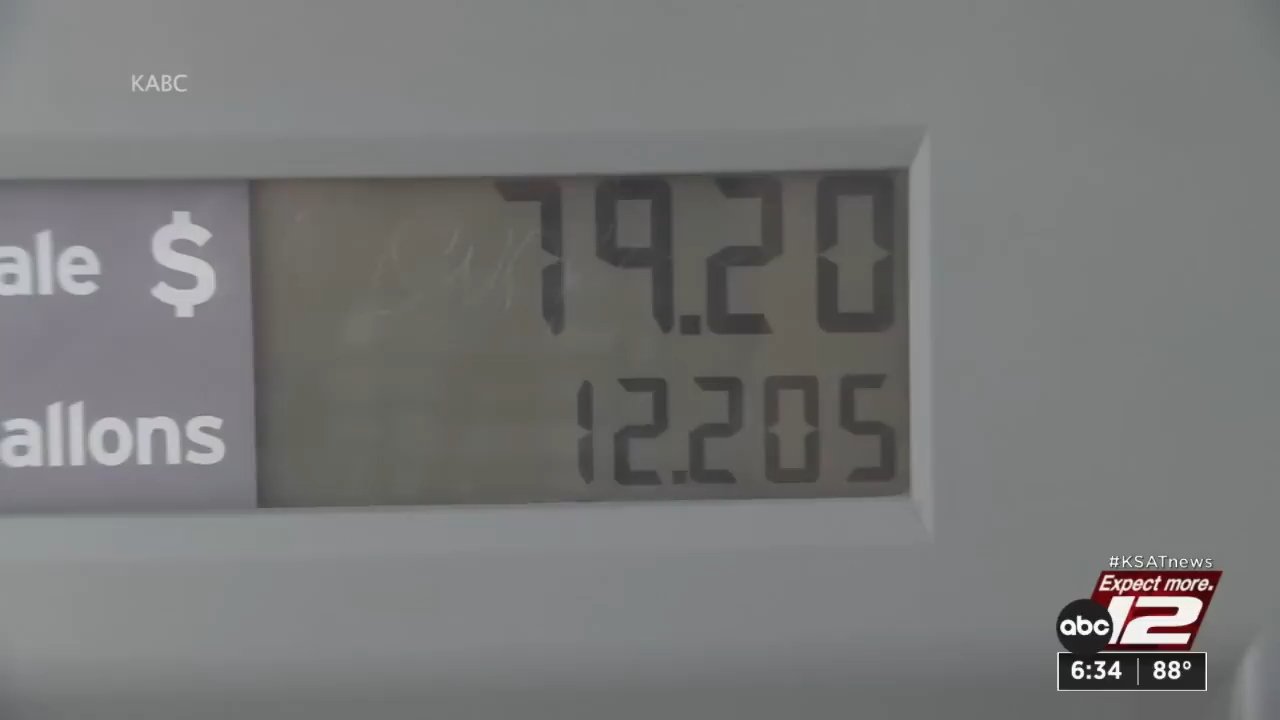 KABC
ale $ 79.20
allons 12.205
#KSATnews
Expect more.
abc 12
6:34 88°